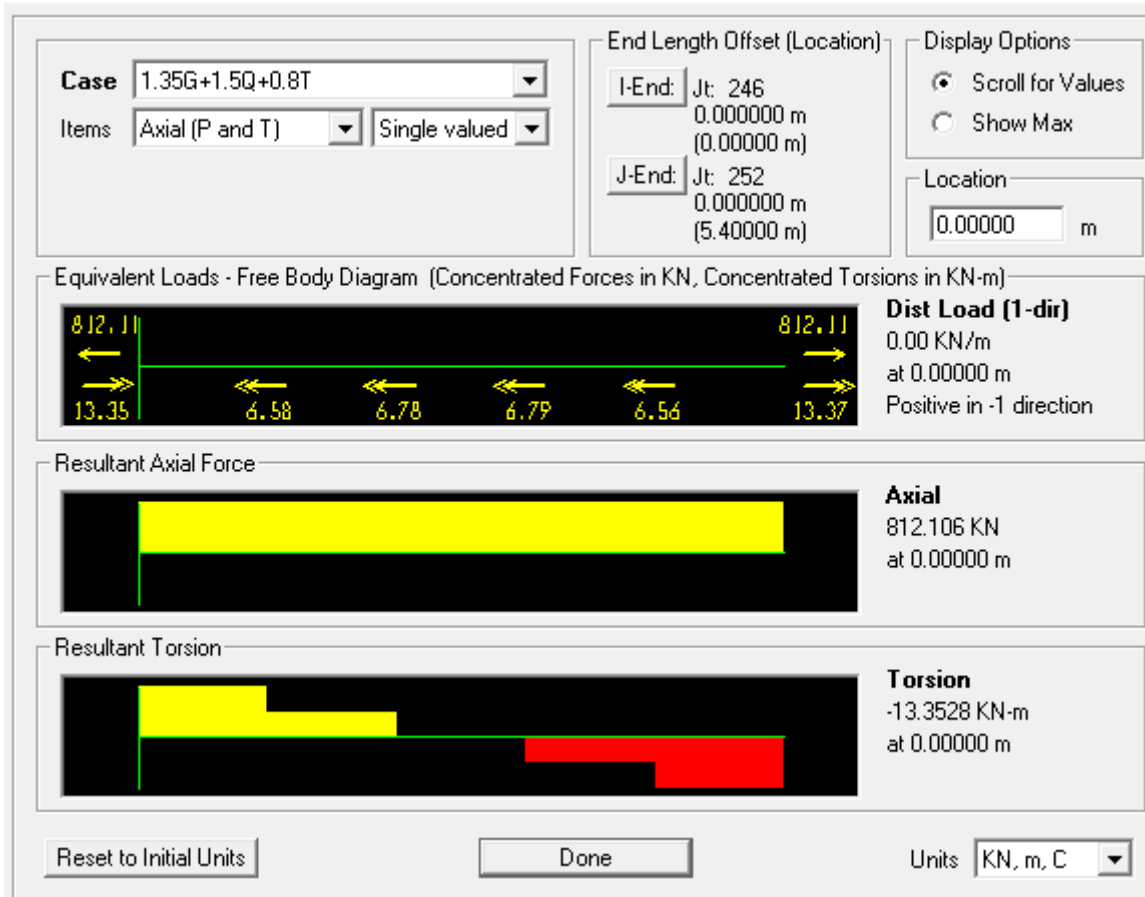 Case 1.35G+1.5Q+0.8T
Items Axial (P and T) Single valued
End Length Offset (Location)
I-End: Jt: 246
0.000000 m
(0.00000 m)
J-End: Jt: 252
0.000000 m
(5.40000 m)
Display Options
Scroll for Values
Show Max
Location
0.00000 m
Equivalent Loads - Free Body Diagram (Concentrated Forces in KN, Concentrated Torsions in KN-m)
812.11 812.11
13.35 6.58 6.78 6.79 6.56 13.37
Dist Load (1-dir)
0.00 KN/m
at 0.00000 m
Positive in -1 direction
Resultant Axial Force
Axial
812.106 KN
at 0.00000 m
Resultant Torsion
Torsion
-13.3528 KN-m
at 0.00000 m
Reset to Initial Units Done Units KN, m, C